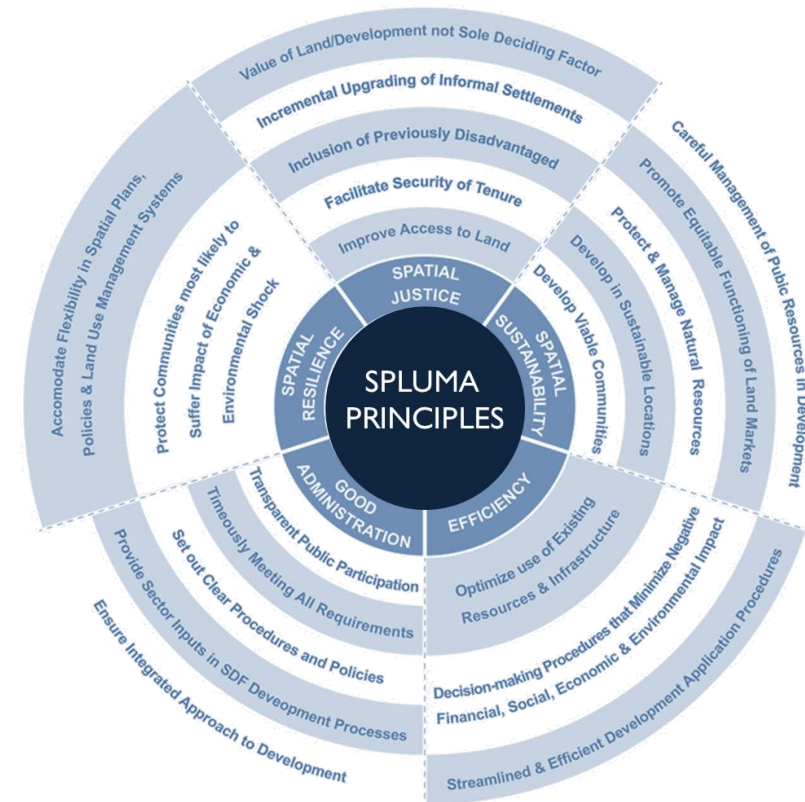 SPLUMA
PRINCIPLES
SPATIAL
JUSTICE
Improve Access to Land
Facilitate Security of Tenure
Inclusion of Previously Disadvantaged
Incremental Upgrading of Informal Settlements
Value of Land/Development not Sole Deciding Factor
SPATIAL
SUSTAINABILITY
Develop Viable Communities
Develop in Sustainable Locations
Protect & Manage Natural Resources
Promote Equitable Functioning of Land Markets
Careful Management of Pubic Resources in Development
EFFICIENCY
Optimize use of Existing
Resources & Infrastructure
Decision-making Procedures that Minimize Negative
Financial, Social, Economic & Environmental Impact
Streamlined & Efficient Development Application Procedures
GOOD
ADMINISTRATION
Transparent Public Participation
Timeously Meeting All Requirements
Set out Clear Procedures and Policies
Provide Sector Inputs in SDF Deveopment Processes
Ensure Integrated Approach to Development
SPATIAL
RESILIENCE
Protect Communities most likely to
Suffer Impact of Economic &
Environmental Shock
Accomodate Flexibility in Spatial Plans,
Policies & Land Use Management Systems